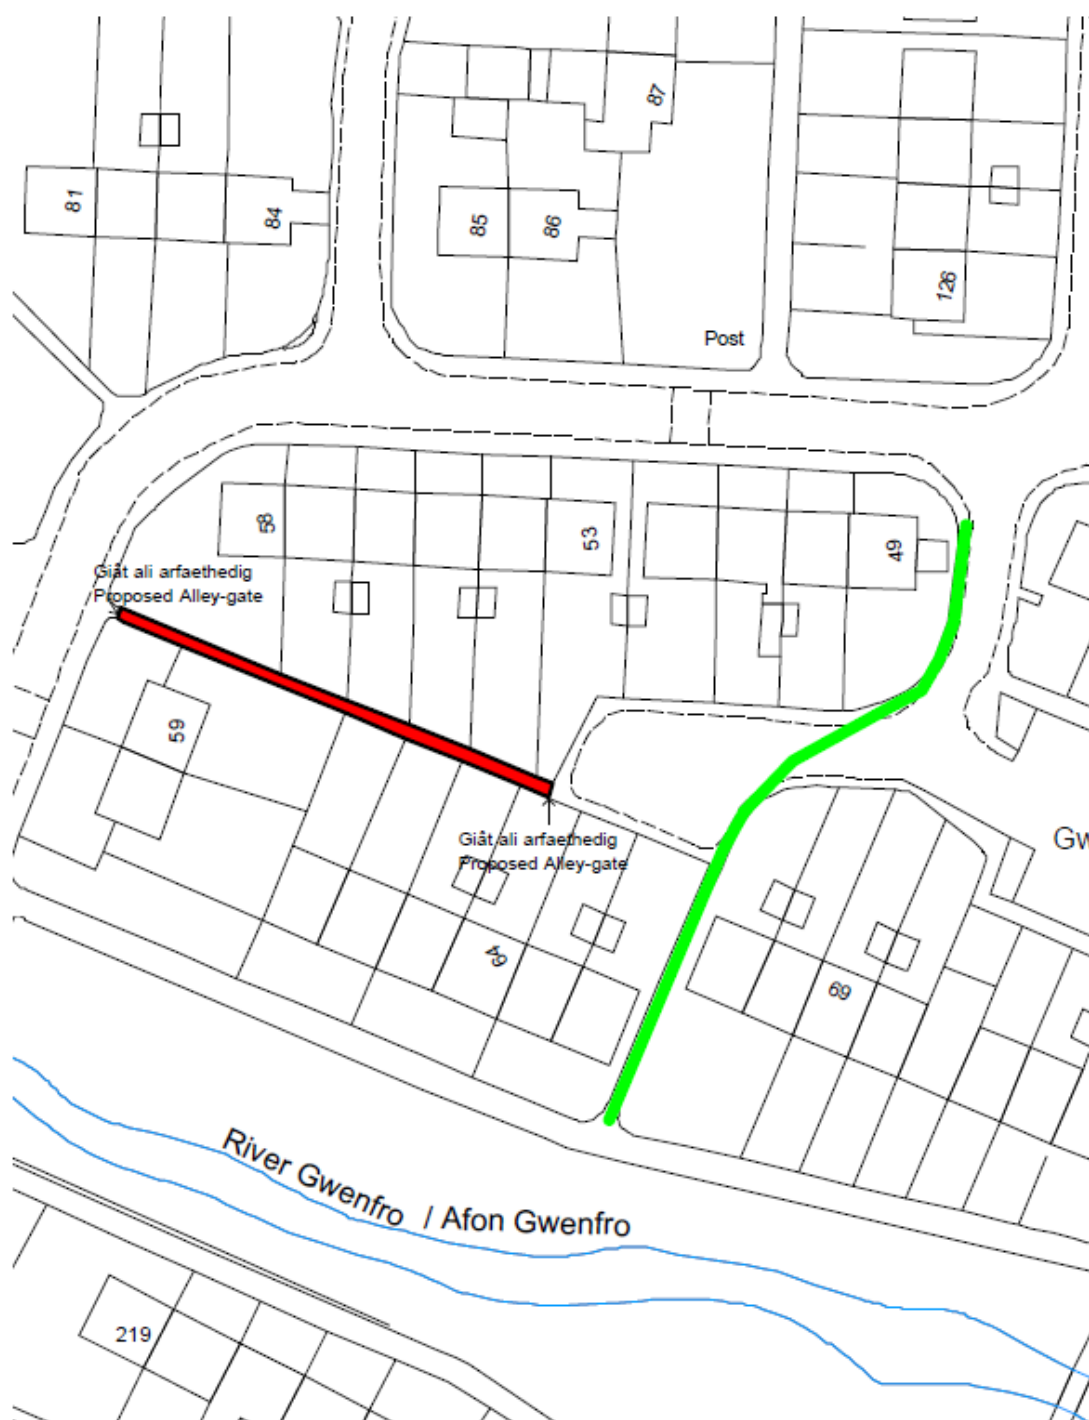 87
81
84
85
86
126
Post
58
53
49
Giât ali arfaethedig
Proposed Alley-gate
59
Giât ali arfaethedig
Proposed Alley-gate
Gw
64
69
River Gwenfro / Afon Gwenfro
219